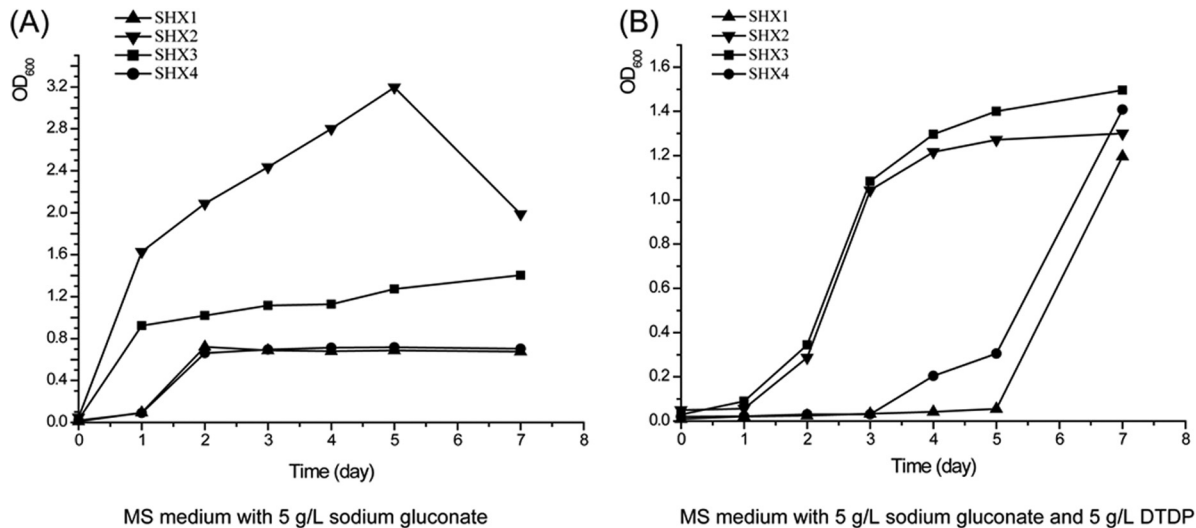 (A)
SHX1
SHX2
SHX3
SHX4
OD600
3.2
2.8
2.4
2.0
1.6
1.2
0.8
0.4
0.0
0 1 2 3 4 5 6 7 8
Time (day)
MS medium with 5 g/L sodium gluconate
(B)
SHX1
SHX2
SHX3
SHX4
OD600
1.6
1.4
1.2
1.0
0.8
0.6
0.4
0.2
0.0
0 1 2 3 4 5 6 7 8
Time (day)
MS medium with 5 g/L sodium gluconate and 5 g/L DTDP